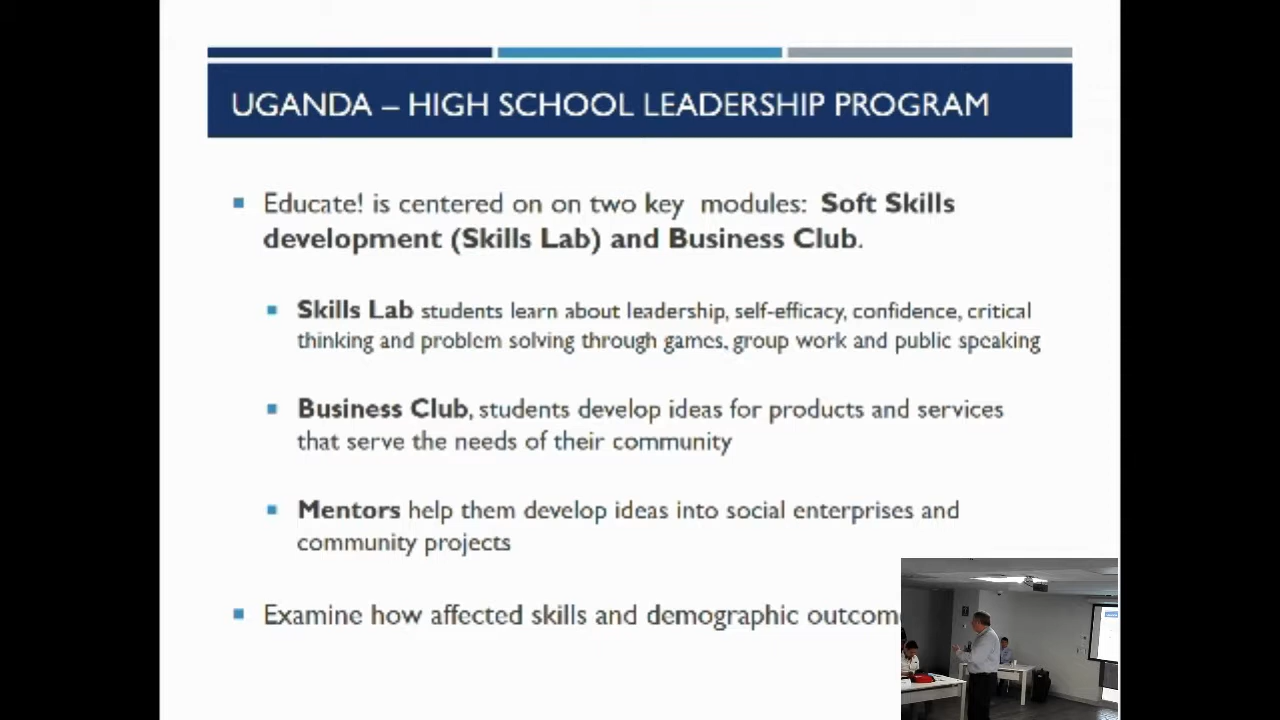 UGANDA – HIGH SCHOOL LEADERSHIP PROGRAM
Educate! is centered on on two key modules: Soft Skills
development (Skills Lab) and Business Club.
Skills Lab students learn about leadership, self-efficacy, confidence, critical
thinking and problem solving through games, group work and public speaking
Business Club, students develop ideas for products and services
that serve the needs of their community
Mentors help them develop ideas into social enterprises and
community projects
Examine how affected skills and demographic outcom